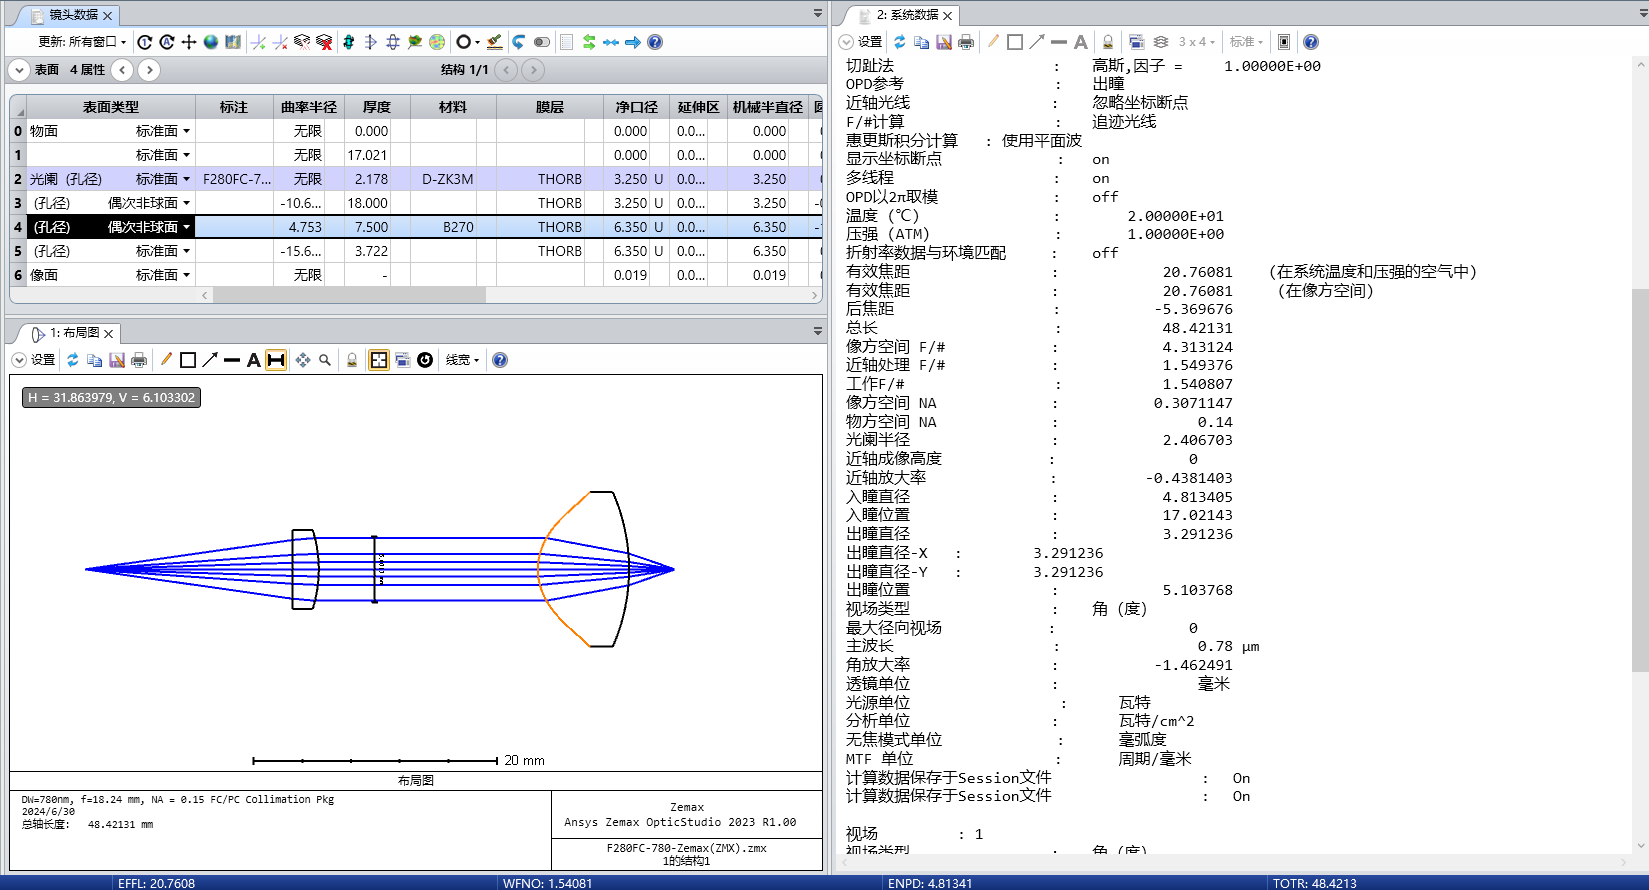 镜头数据
更新: 所有窗口
表面 4 属性
结构 1/1
表面类型 标注 曲率半径 厚度 材料 膜层 净口径 延伸区 机械半直径
0 物面 标准面 无限 0.000 0.000 0.0... 0.000
1 标准面 无限 17.021 0.000 0.0... 0.000
2 光阑 (孔径) 标准面 F280FC-7... 无限 2.178 D-ZK3M THORB 3.250 U 0.0... 3.250
3 (孔径) 偶次非球面 -10.6... 18.000 THORB 3.250 U 0.0... 3.250
4 (孔径) 偶次非球面 4.753 7.500 B270 THORB 6.350 U 0.0... 6.350
5 (孔径) 标准面 -15.6... 3.722 THORB 6.350 U 0.0... 6.350
6 像面 标准面 无限 - 0.019 0.0... 0.019
1: 布局图
设置
线宽
H = 31.863979, V = 6.103302
20 mm
布局图
DW=780nm, f=18.24 mm, NA = 0.15 FC/PC Collimation Pkg
2024/6/30
总轴长度: 48.42131 mm
Zemax
Ansys Zemax OpticStudio 2023 R1.00
F280FC-780-Zemax(ZMX).zmx
1的结构1
2: 系统数据
设置
3 x 4
标准
切趾法 : 高斯,因子 = 1.00000E+00
OPD参考 : 出瞳
近轴光线 : 忽略坐标断点
F/#计算 : 追迹光线
惠更斯积分计算 : 使用平面波
显示坐标断点 : on
多线程 : on
OPD以2π取模 : off
温度 (℃) : 2.00000E+01
压强 (ATM) : 1.00000E+00
折射率数据与环境匹配 : off
有效焦距 : 20.76081 (在系统温度和压强的空气中)
有效焦距 : 20.76081 (在像方空间)
后焦距 : -5.369676
总长 : 48.42131
像方空间 F/# : 4.313124
近轴处理 F/# : 1.549376
工作F/# : 1.540807
像方空间 NA : 0.3071147
物方空间 NA : 0.14
光阑半径 : 2.406703
近轴成像高度 : 0
近轴放大率 : -0.4381403
入瞳直径 : 4.813405
入瞳位置 : 17.02143
出瞳直径 : 3.291236
出瞳直径-X : 3.291236
出瞳直径-Y : 3.291236
出瞳位置 : 5.103768
视场类型 : 角 (度)
最大径向视场 : 0
主波长 : 0.78 μm
角放大率 : -1.462491
透镜单位 : 毫米
光源单位 : 瓦特
分析单位 : 瓦特/cm^2
无焦模式单位 : 毫弧度
MTF 单位 : 周期/毫米
计算数据保存于Session文件 : On
计算数据保存于Session文件 : On
视场 : 1
视场类型 : 角 (度)
EFFL: 20.7608 WFNO: 1.54081 ENPD: 4.81341 TOTR: 48.4213